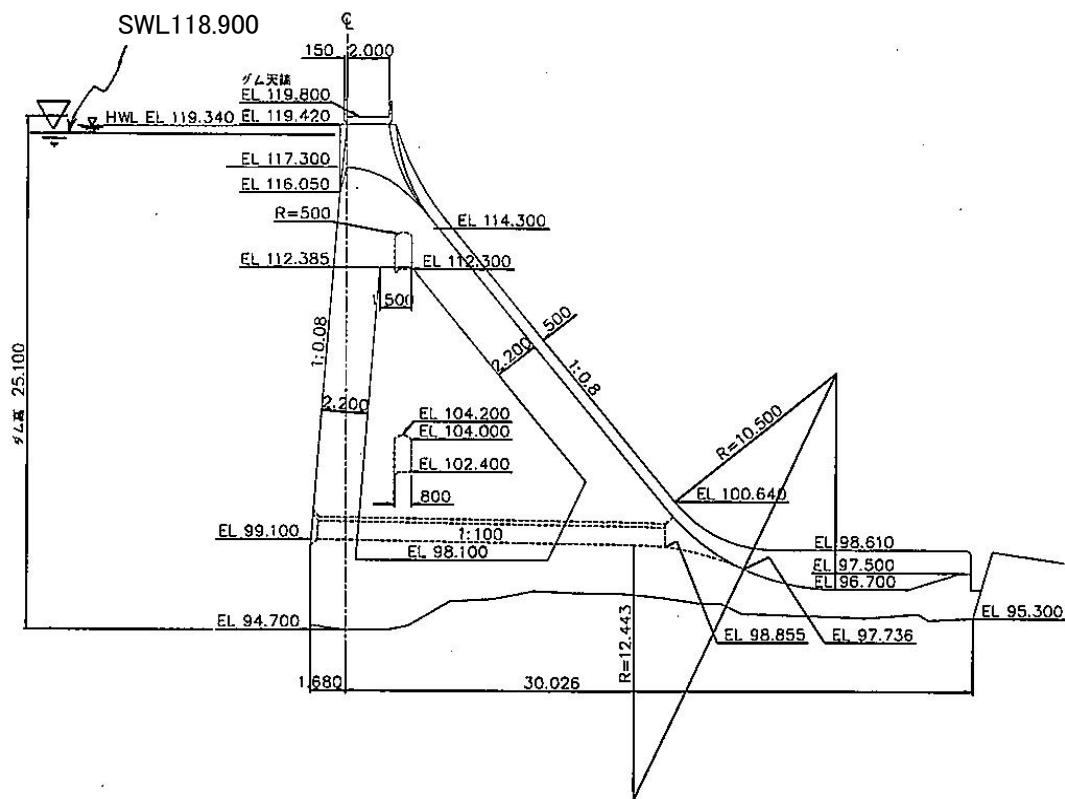 SWL118.900
150
2.000
ダム天端
EL 119.800
HWL EL 119.340
EL 119.420
EL 117.300
EL 116.050
R=500
EL 114.300
EL 112.385
EL 112.300
500
1:0.08
500
2.200
1:0.8
ダム高 25.100
2.200
EL 104.200
EL 104.000
R=10.500
EL 102.400
800
EL 100.640
EL 99.100
1:100
EL 98.100
EL 98.610
EL 97.500
EL 96.700
EL 94.700
EL 95.300
EL 98.855
EL 97.736
R=12.443
1.680
30.026